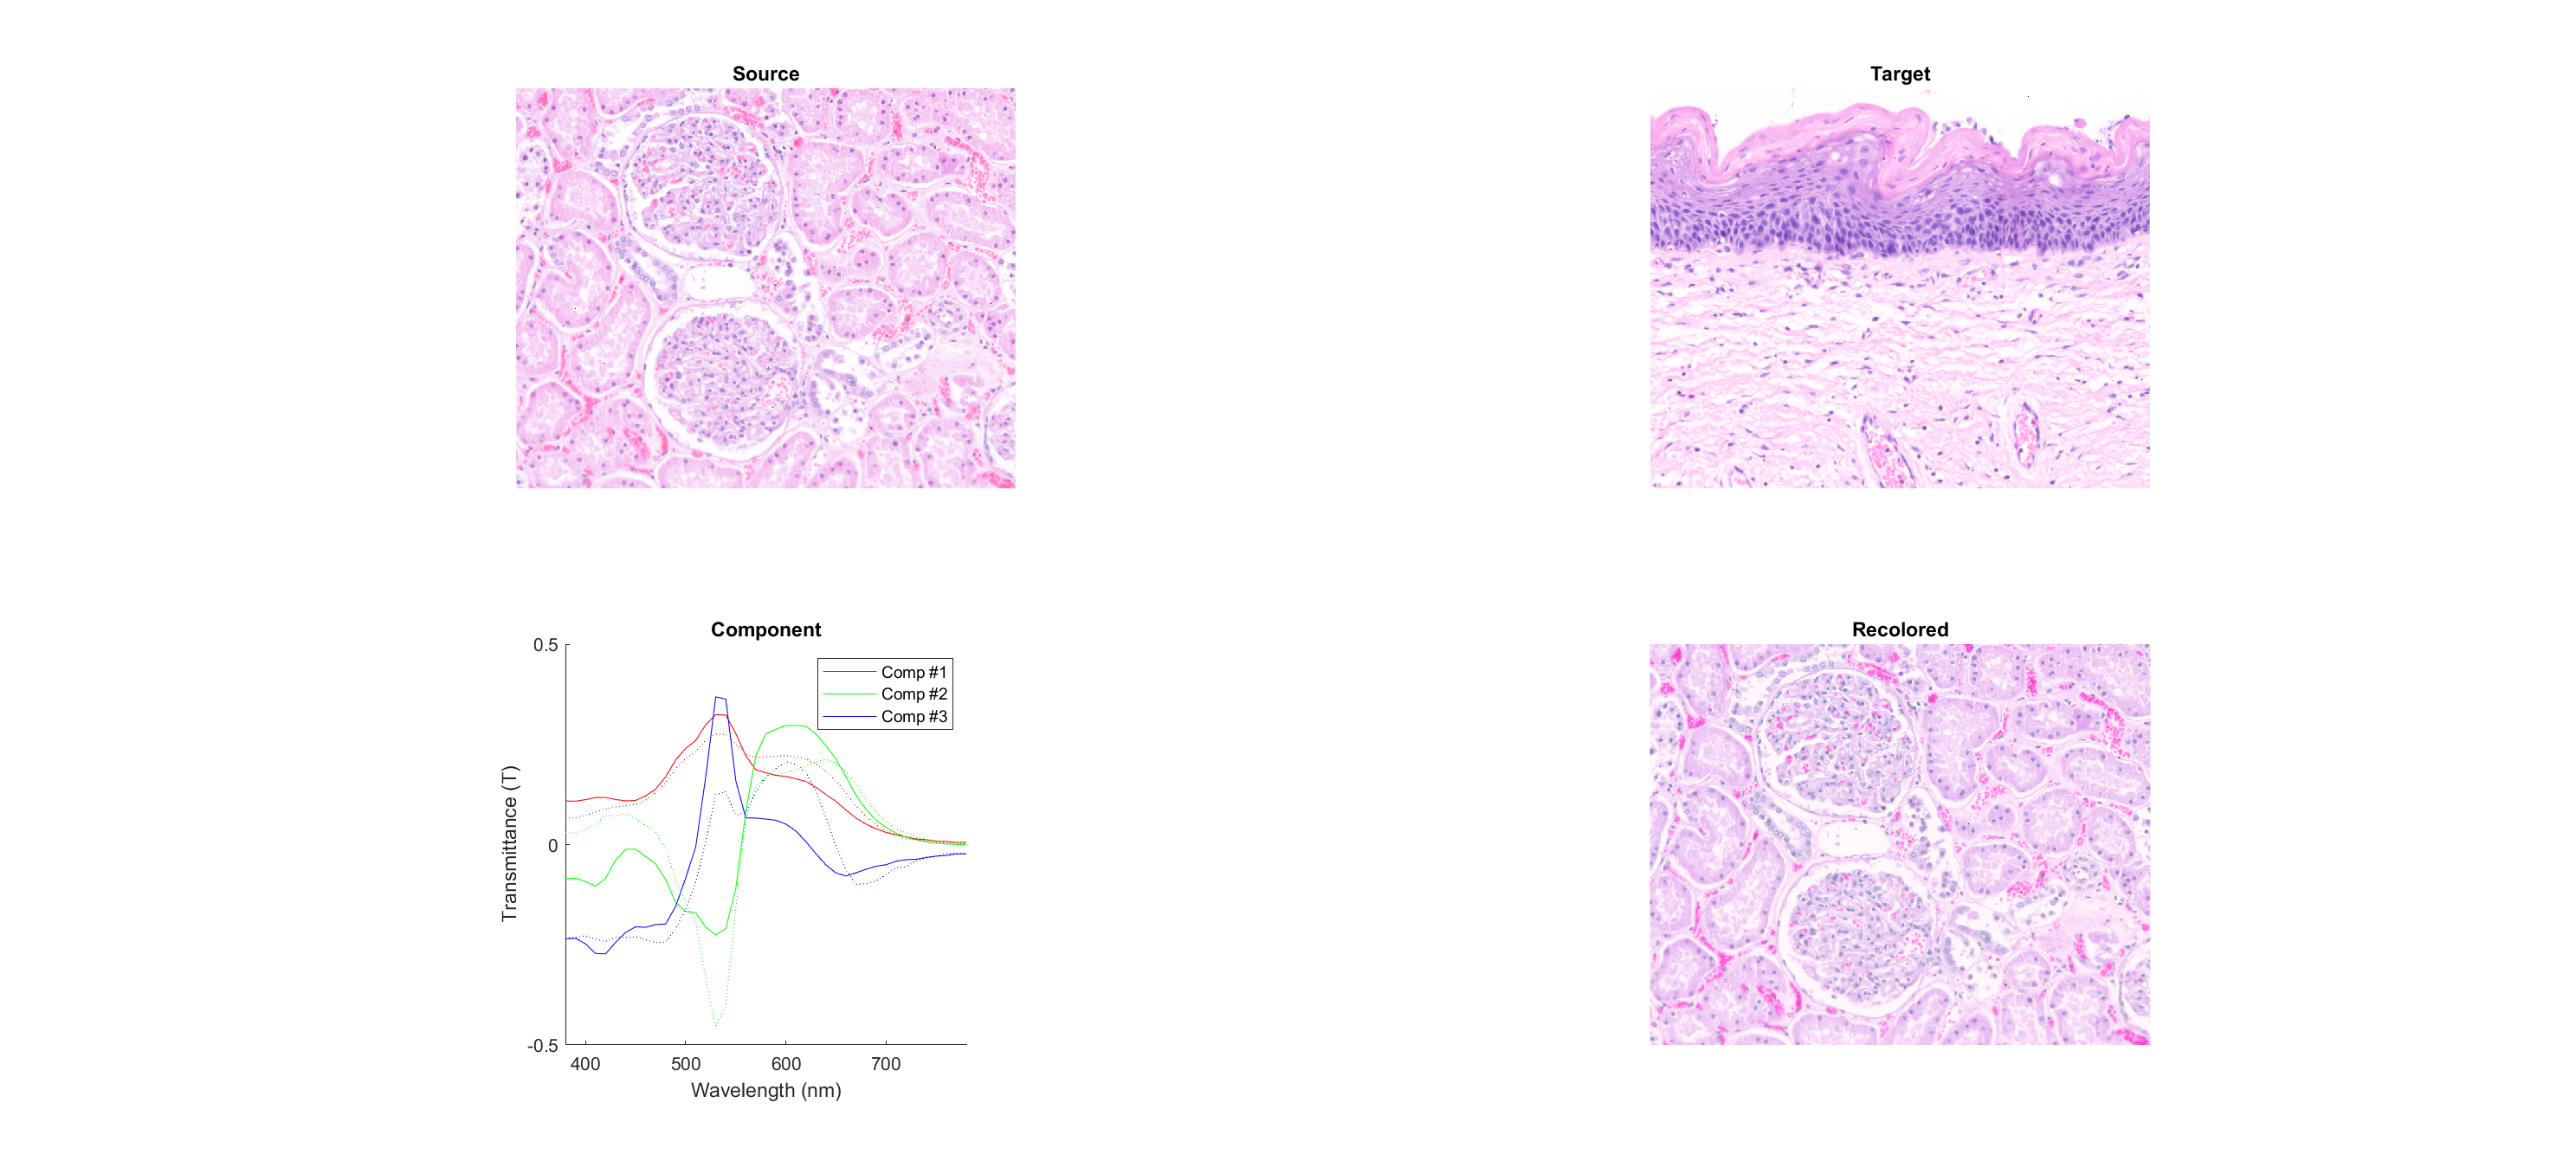 Source
Target
Component
0.5
0
-0.5
Transmittance (T)
400 500 600 700
Wavelength (nm)
Comp #1
Comp #2
Comp #3
Recolored